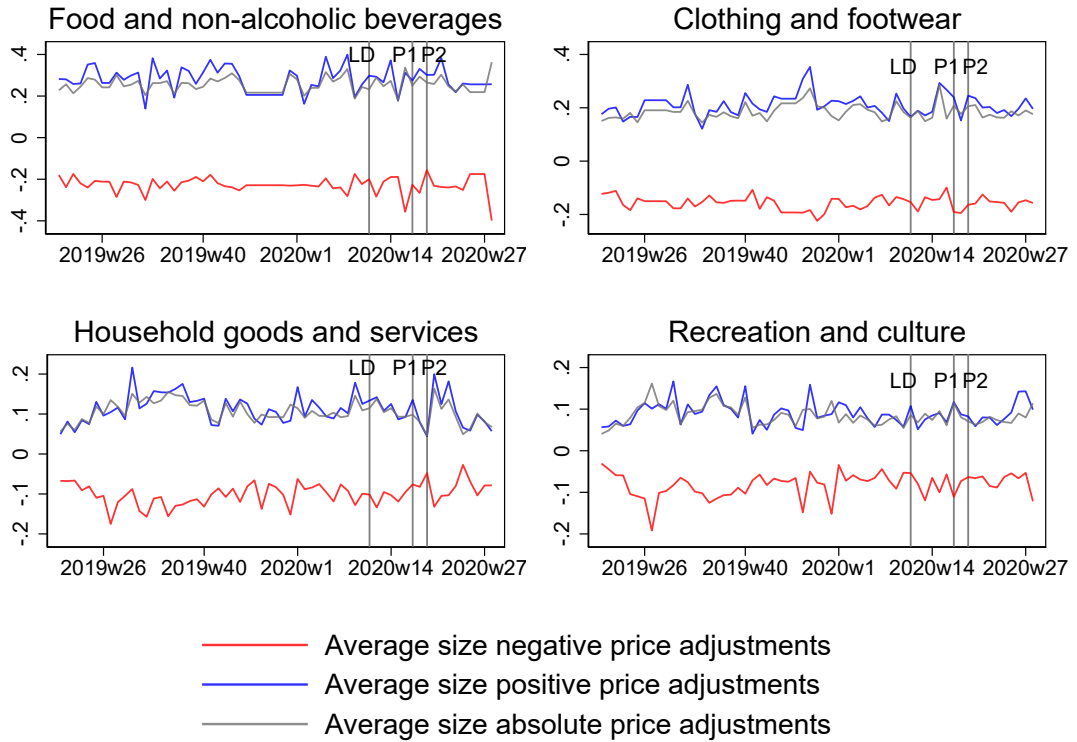 Food and non-alcoholic beverages
.4
.2
0
-.2
-.4
LD P1 P2
2019w26 2019w40 2020w1 2020w14 2020w27
Clothing and footwear
.4
.2
0
-.2
LD P1 P2
2019w26 2019w40 2020w1 2020w14 2020w27
Household goods and services
.2
.1
0
-.1
-.2
LD P1 P2
2019w26 2019w40 2020w1 2020w14 2020w27
Recreation and culture
.2
.1
0
-.1
-.2
LD P1 P2
2019w26 2019w40 2020w1 2020w14 2020w27
Average size negative price adjustments
Average size positive price adjustments
Average size absolute price adjustments